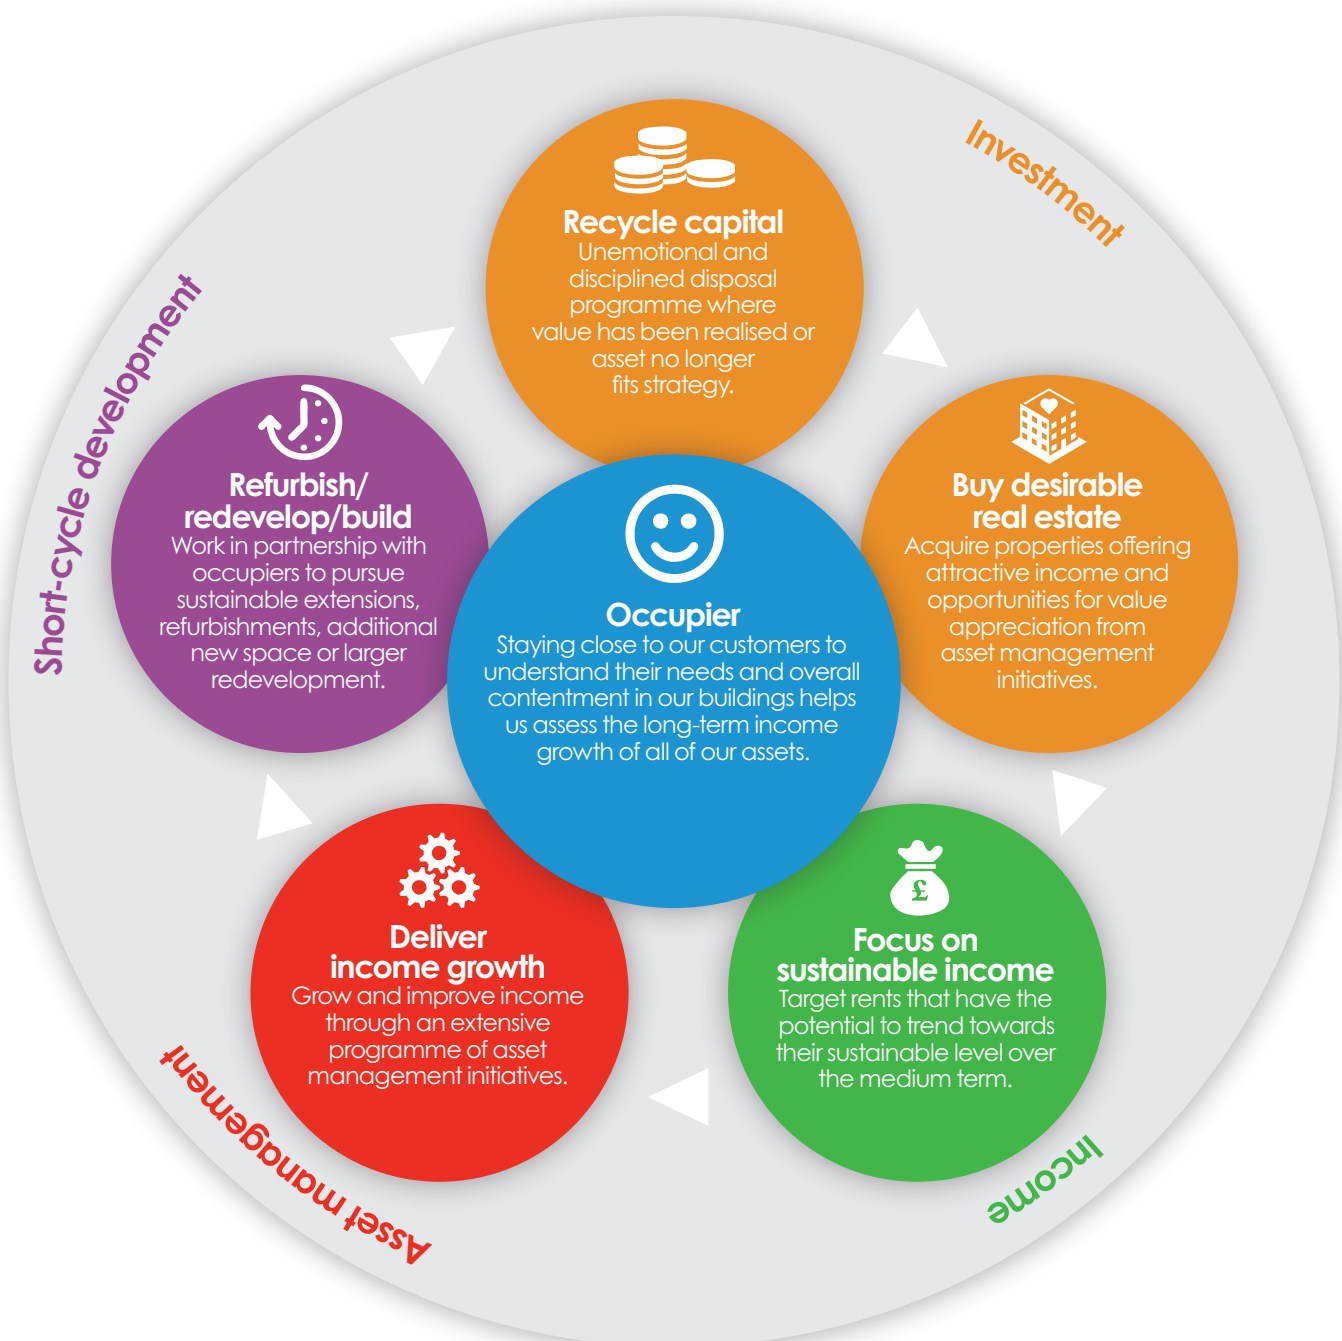 Investment
Recycle capital
Unemotional and
disciplined disposal
programme where
value has been realised or
asset no longer
fits strategy.
Short-cycle development
Refurbish/
redevelop/build
Work in partnership with
occupiers to pursue
sustainable extensions,
refurbishments, additional
new space or larger
redevelopment.
Buy desirable
real estate
Acquire properties offering
attractive income and
opportunities for value
appreciation from
asset management
initiatives.
Occupier
Staying close to our customers to
understand their needs and overall
contentment in our buildings helps
us assess the long-term income
growth of all of our assets.
Deliver
income growth
Grow and improve income
through an extensive
programme of asset
management initiatives.
£
Focus on
sustainable income
Target rents that have the
potential to trend towards
their sustainable level over
the medium term.
Asset management
Income